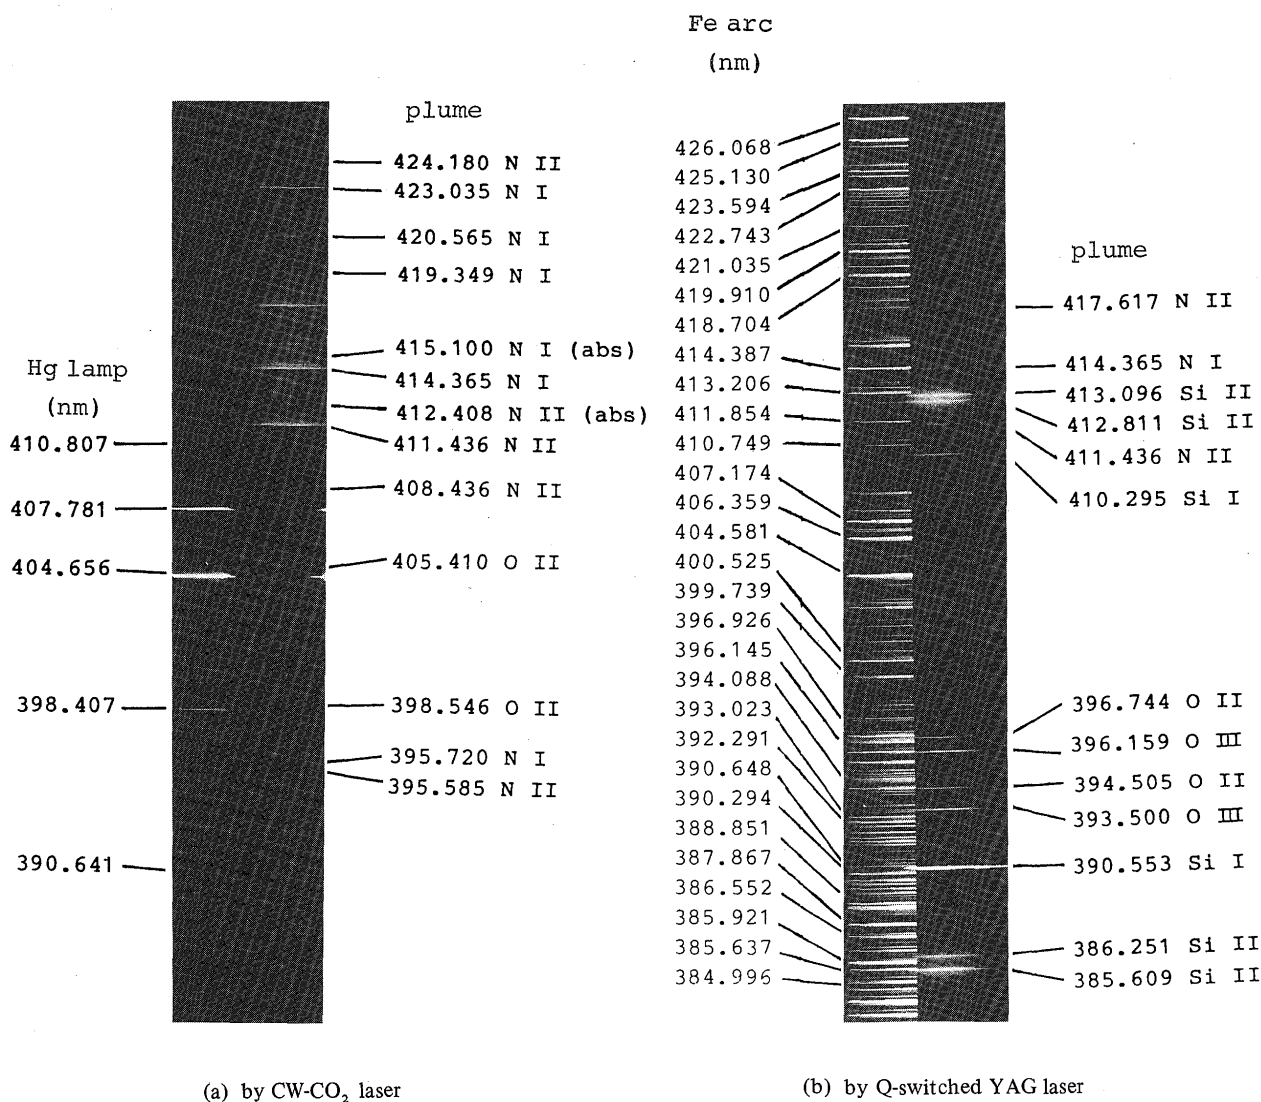 Fe arc
(nm)
plume
424.180 N II
423.035 N I
420.565 N I
419.349 N I
415.100 N I (abs)
414.365 N I
412.408 N II (abs)
411.436 N II
408.436 N II
405.410 O II
398.546 O II
395.720 N I
395.585 N II
Hg lamp
(nm)
410.807
407.781
404.656
398.407
390.641
(a) by CW-CO₂ laser
426.068
425.130
423.594
422.743
421.035
419.910
418.704
414.387
413.206
411.854
410.749
407.174
406.359
404.581
400.525
399.739
396.926
396.145
394.088
393.023
392.291
390.648
390.294
388.851
387.867
386.552
385.921
385.637
384.996
plume
417.617 N II
414.365 N I
413.096 Si II
412.811 Si II
411.436 N II
410.295 Si I
396.744 O II
396.159 O III
394.505 O II
393.500 O III
390.553 Si I
386.251 Si II
385.609 Si II
(b) by Q-switched YAG laser